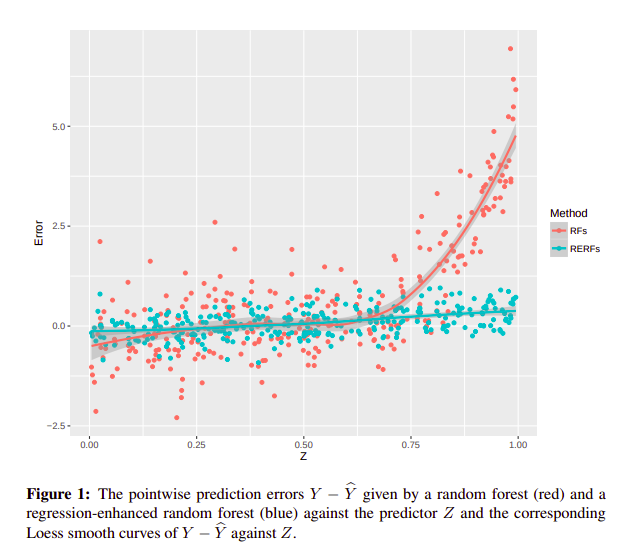 5.0
2.5
0.0
−2.5
Error
0.00
0.25
0.50
0.75
1.00
Z
Method
RFs
RERFs
Figure 1: The pointwise prediction errors Y − Ŷ given by a random forest (red) and a
regression-enhanced random forest (blue) against the predictor Z and the corresponding
Loess smooth curves of Y − Ŷ against Z.